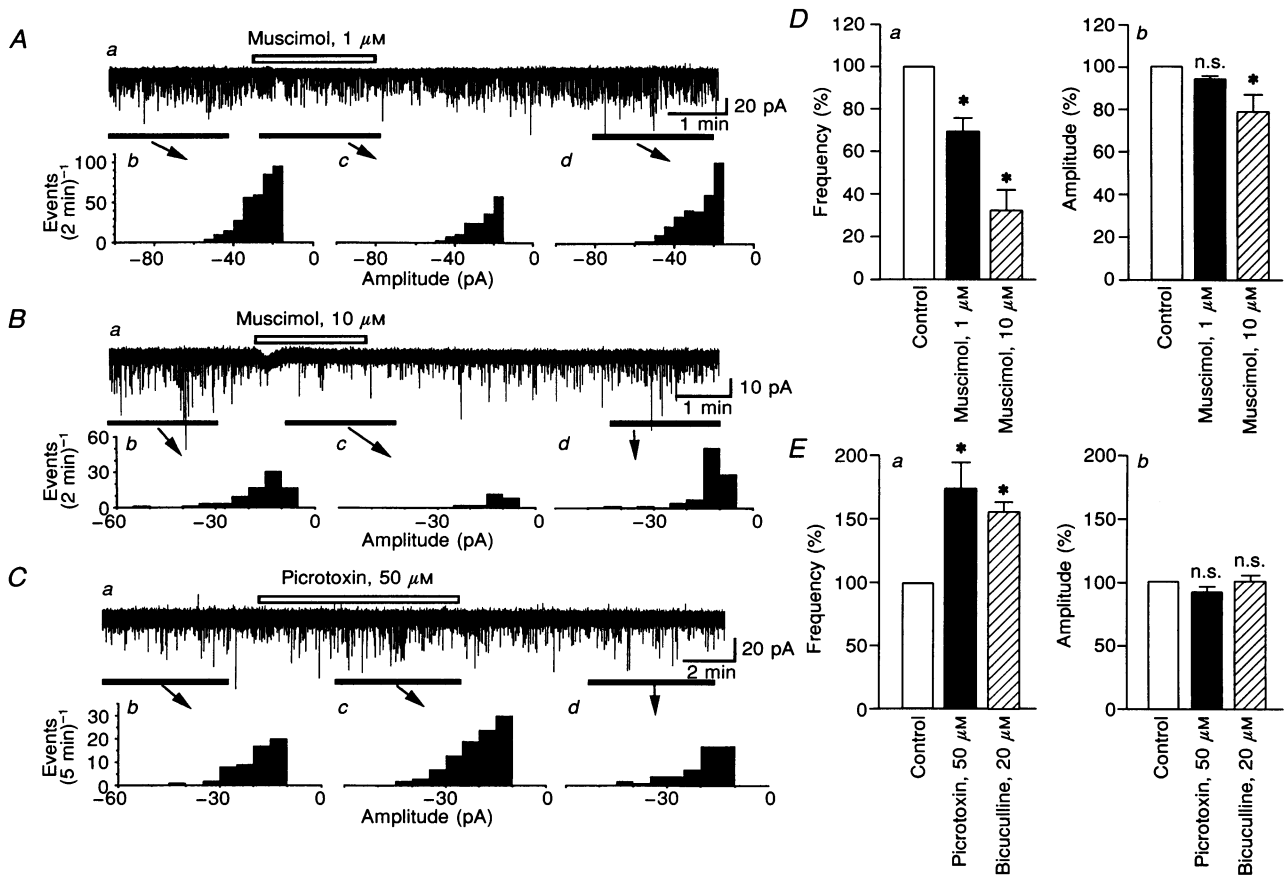 A
a
Muscimol, 1 μM
20 pA
1 min
b
c
d
Events
(2 min)⁻¹
100
50
0
−80 −40 0
−80 −40 0
−80 −40 0
Amplitude (pA)
B
a
Muscimol, 10 μM
10 pA
1 min
b
c
d
Events
(2 min)⁻¹
60
30
0
−60 −30 0
−30 0
−30 0
Amplitude (pA)
C
a
Picrotoxin, 50 μM
20 pA
2 min
b
c
d
Events
(5 min)⁻¹
30
20
10
0
−60 −30 0
−30 0
−30 0
Amplitude (pA)
D
a
Frequency (%)
120
100
80
60
40
20
0
*
*
Control
Muscimol, 1 μM
Muscimol, 10 μM
b
Amplitude (%)
120
100
80
60
40
20
0
n.s.
*
Control
Muscimol, 1 μM
Muscimol, 10 μM
E
a
Frequency (%)
200
150
100
50
0
*
*
Control
Picrotoxin, 50 μM
Bicuculline, 20 μM
b
Amplitude (%)
200
150
100
50
0
n.s.
n.s.
Control
Picrotoxin, 50 μM
Bicuculline, 20 μM